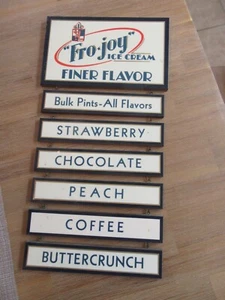 "Fro-joy"
ICE CREAM
FINER FLAVOR
Bulk Pints-All Flavors
STRAWBERRY
CHOCOLATE
PEACH
COFFEE
BUTTERCRUNCH